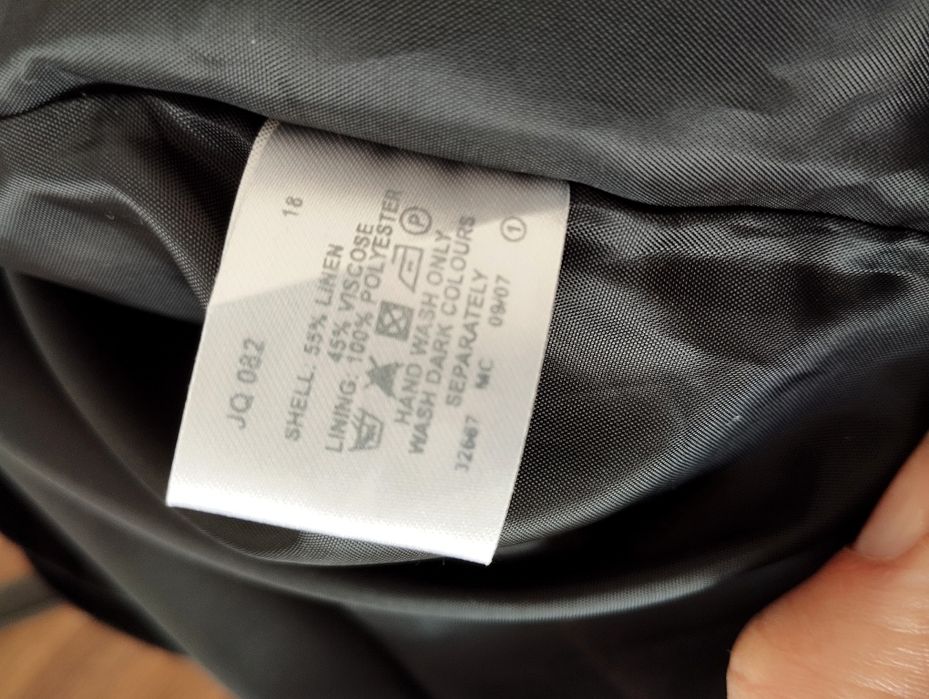 18
JQ 082
SHELL. 55% LINEN
45% VISCOSE
LINING. 100% POLYESTER
P
HAND WASH ONLY
WASH DARK COLOURS
SEPARATELY
MC 09/07
1